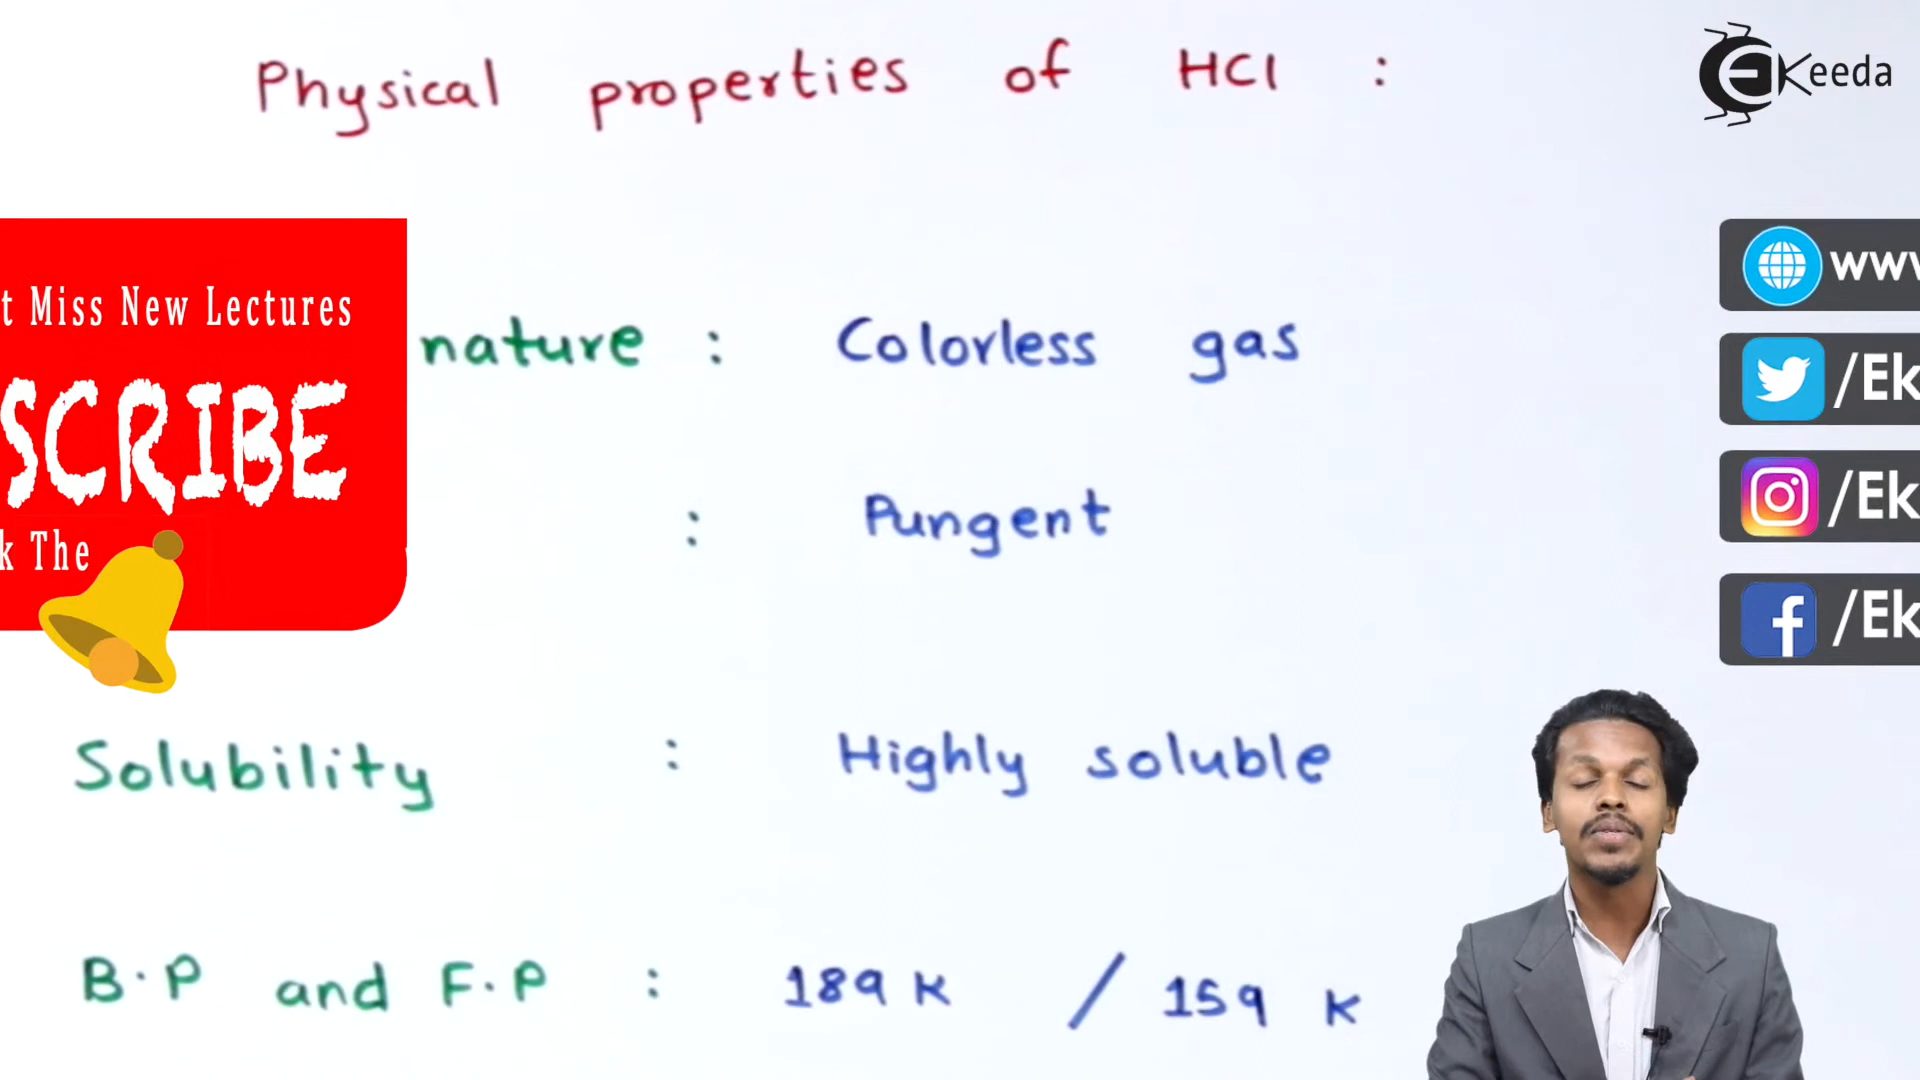 Physical properties of HCl :
EKeeda
t Miss New Lectures
SCRIBE
k The
nature : Colorless gas
: Pungent
Solubility : Highly soluble
B.P and F.P : 189 K / 159 K
www
/Ek
/Ek
/Ek